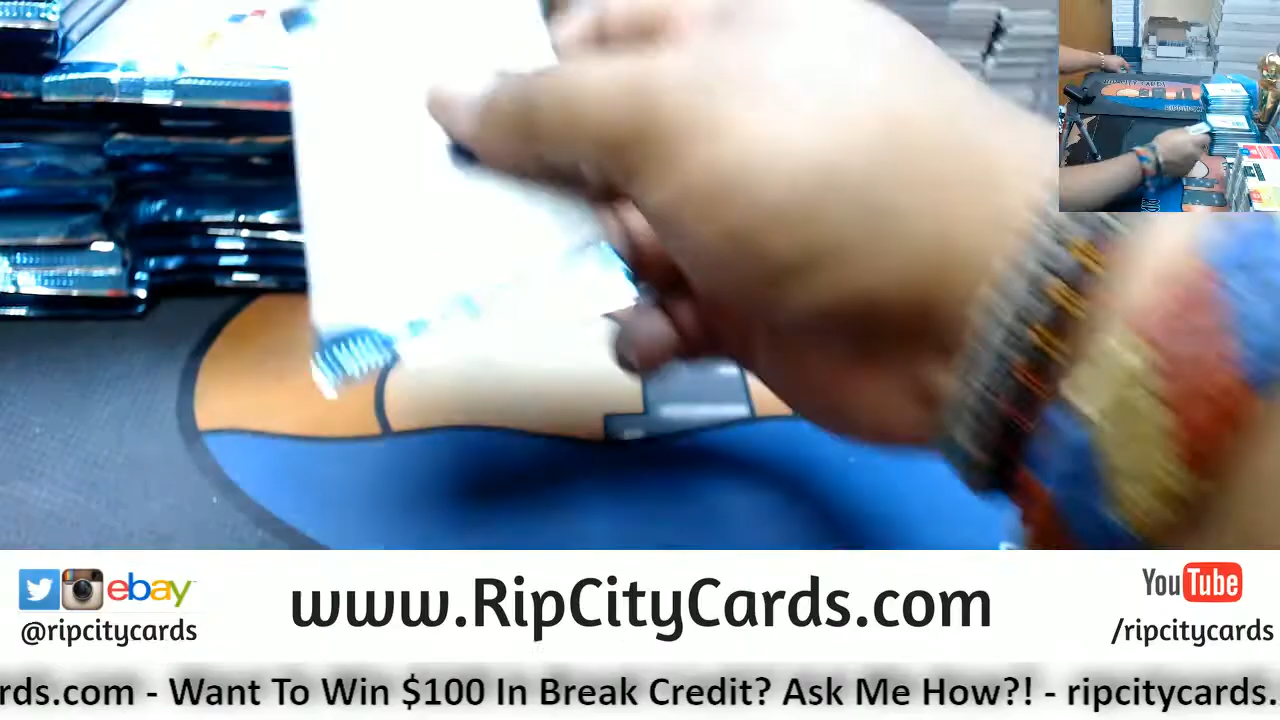 ebay
@ripcitycards
www.RipCityCards.com
YouTube
/ripcitycards
rds.com - Want To Win $100 In Break Credit? Ask Me How?! - ripcitycards.